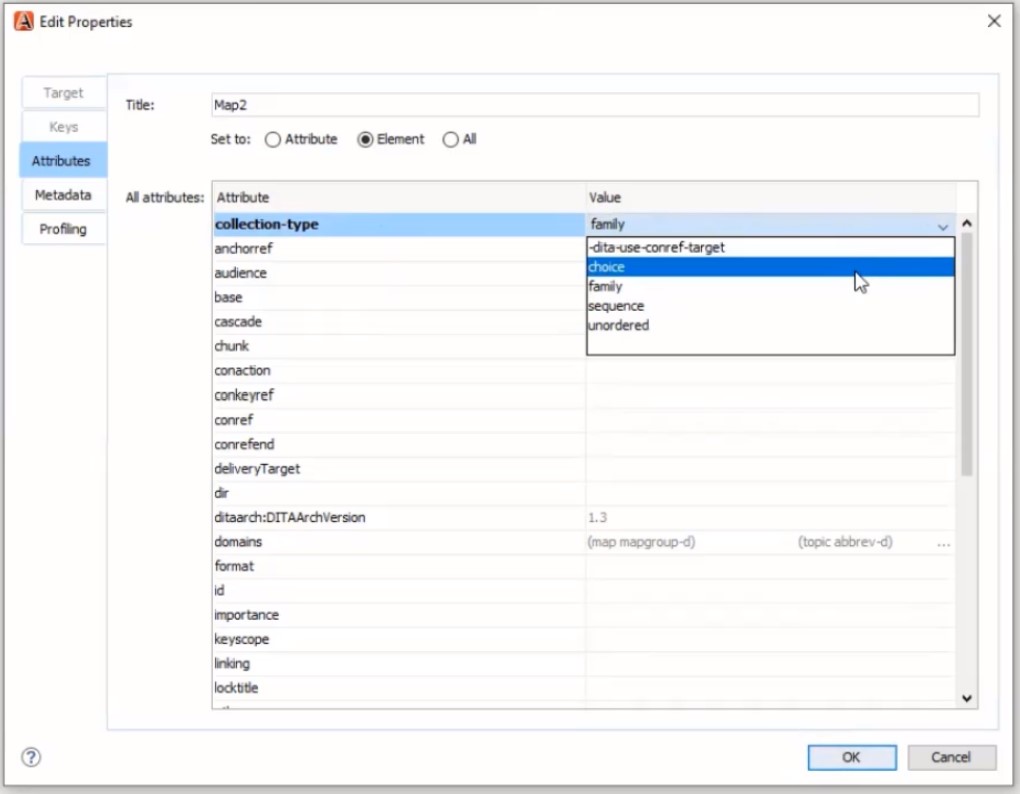 Edit Properties
Target
Keys
Attributes
Metadata
Profiling
Title: Map2
Set to: Attribute Element All
All attributes: Attribute Value
collection-type family
-dita-use-conref-target
choice
family
sequence
unordered
anchorref
audience
base
cascade
chunk
conaction
conkeyref
conref
conrefend
deliveryTarget
dir
ditaarch:DITAArchVersion 1.3
domains (map mapgroup-d) (topic abbrev-d) ...
format
id
importance
keyscope
linking
locktitle
?
OK Cancel